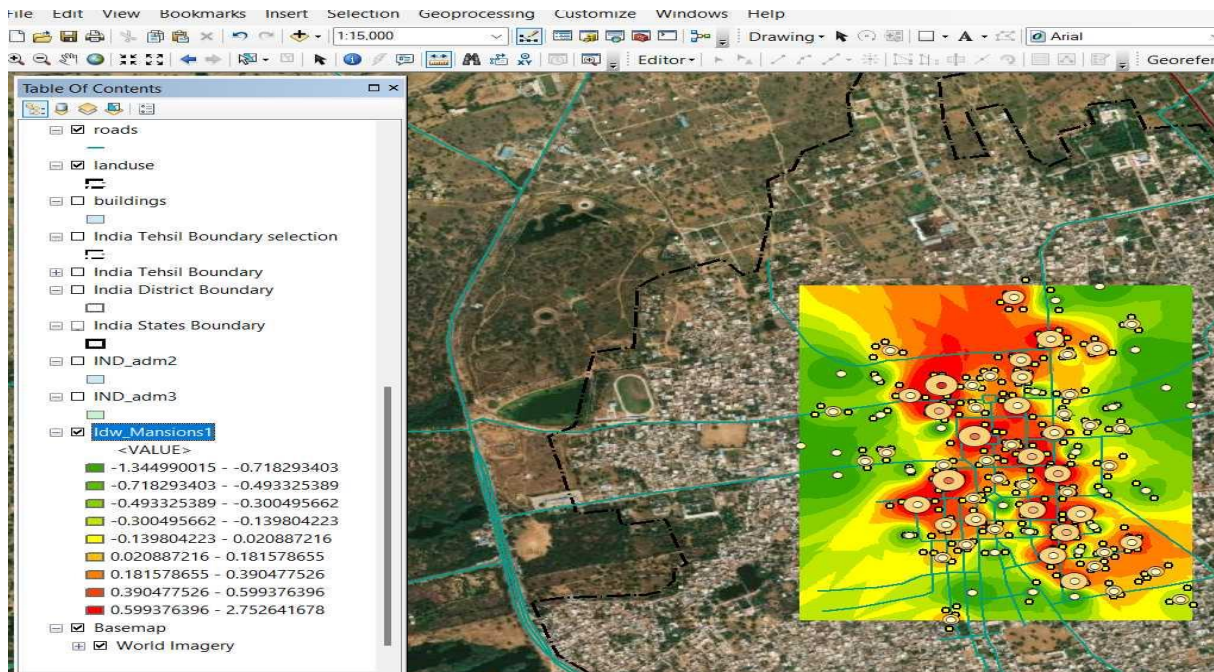 File Edit View Bookmarks Insert Selection Geoprocessing Customize Windows Help
1:15,000 Drawing Arial
Editor Georefer
Table Of Contents
roads
landuse
buildings
India Tehsil Boundary selection
India Tehsil Boundary
India District Boundary
India States Boundary
IND_adm2
IND_adm3
Idw_Mansions1
<VALUE>
-1.344990015 - -0.718293403
-0.718293403 - -0.493325389
-0.493325389 - -0.300495662
-0.300495662 - -0.139804223
-0.139804223 - 0.020887216
0.020887216 - 0.181578655
0.181578655 - 0.390477526
0.390477526 - 0.599376396
0.599376396 - 2.752641678
Basemap
World Imagery